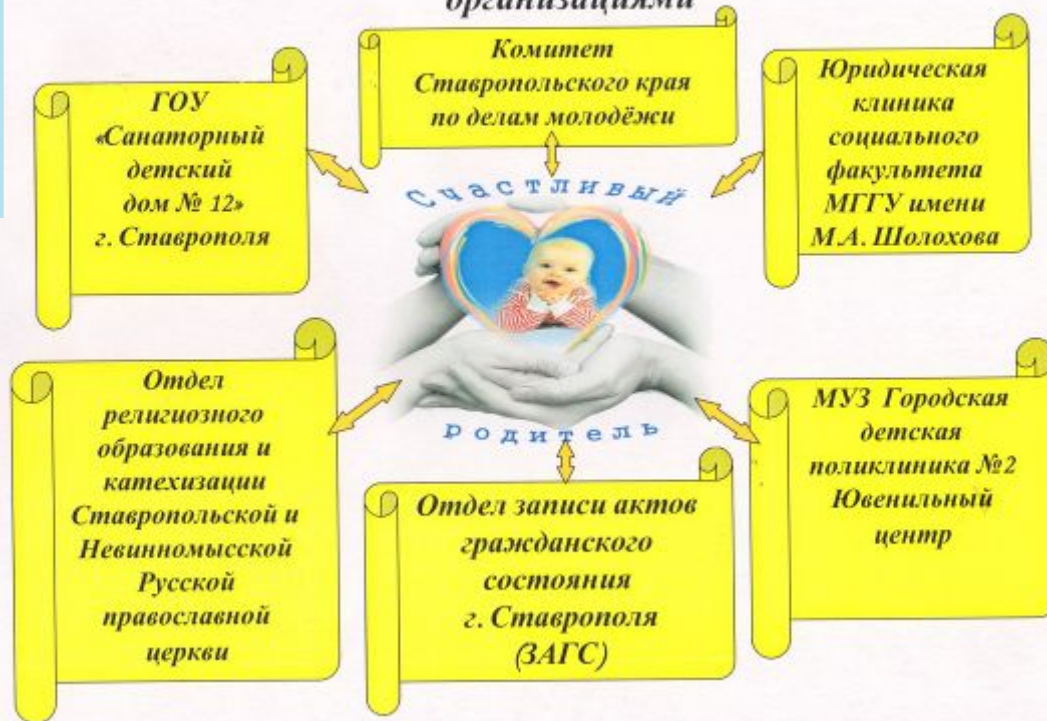 организациями
Комитет
Ставропольского края
по делам молодёжи
ГОУ
«Санаторный
детский
дом № 12»
г. Ставрополя
Юридическая
клиника
социального
факультета
МГГУ имени
М.А. Шолохова
Счастливый
родитель
Отдел
религиозного
образования и
катехизации
Ставропольской и
Невинномысской
Русской
православной
церкви
Отдел записи актов
гражданского
состояния
г. Ставрополя
(ЗАГС)
МУЗ Городская
детская
поликлиника №2
Ювенильный
центр